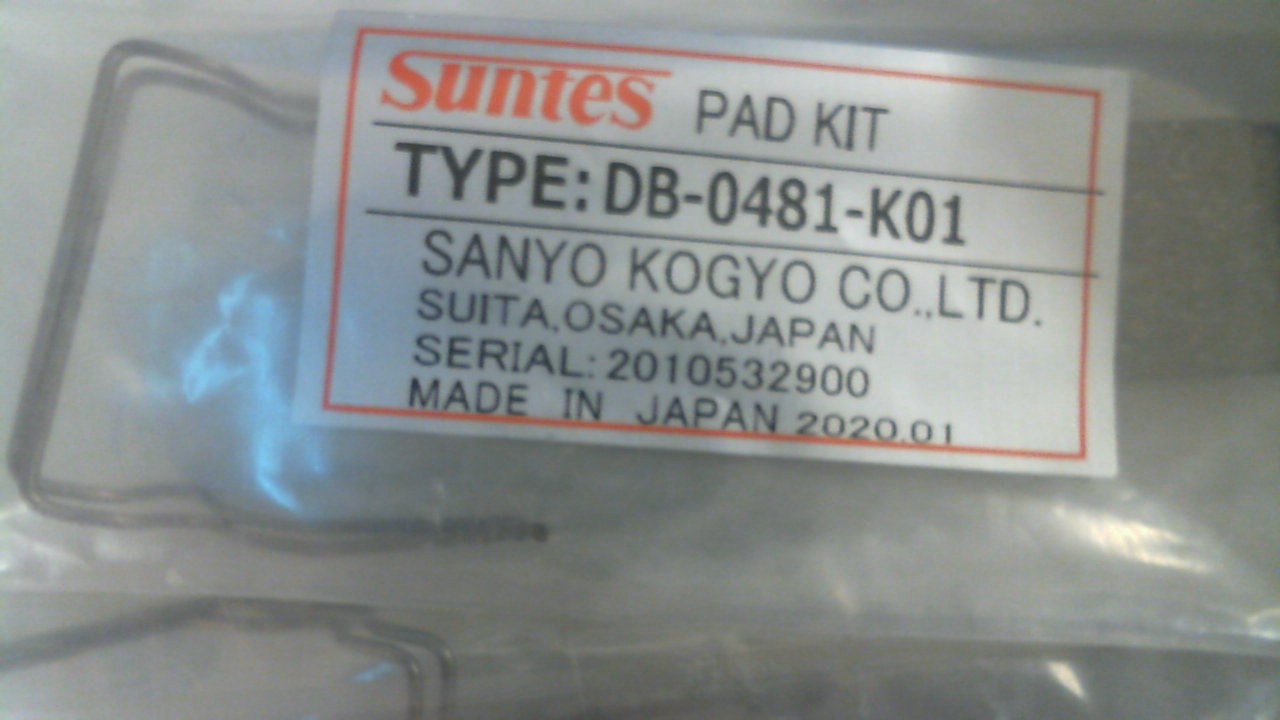 Suntes PAD KIT
TYPE: DB-0481-K01
SANYO KOGYO CO.,LTD.
SUITA,OSAKA,JAPAN
SERIAL: 2010532900
MADE IN JAPAN 2020.01